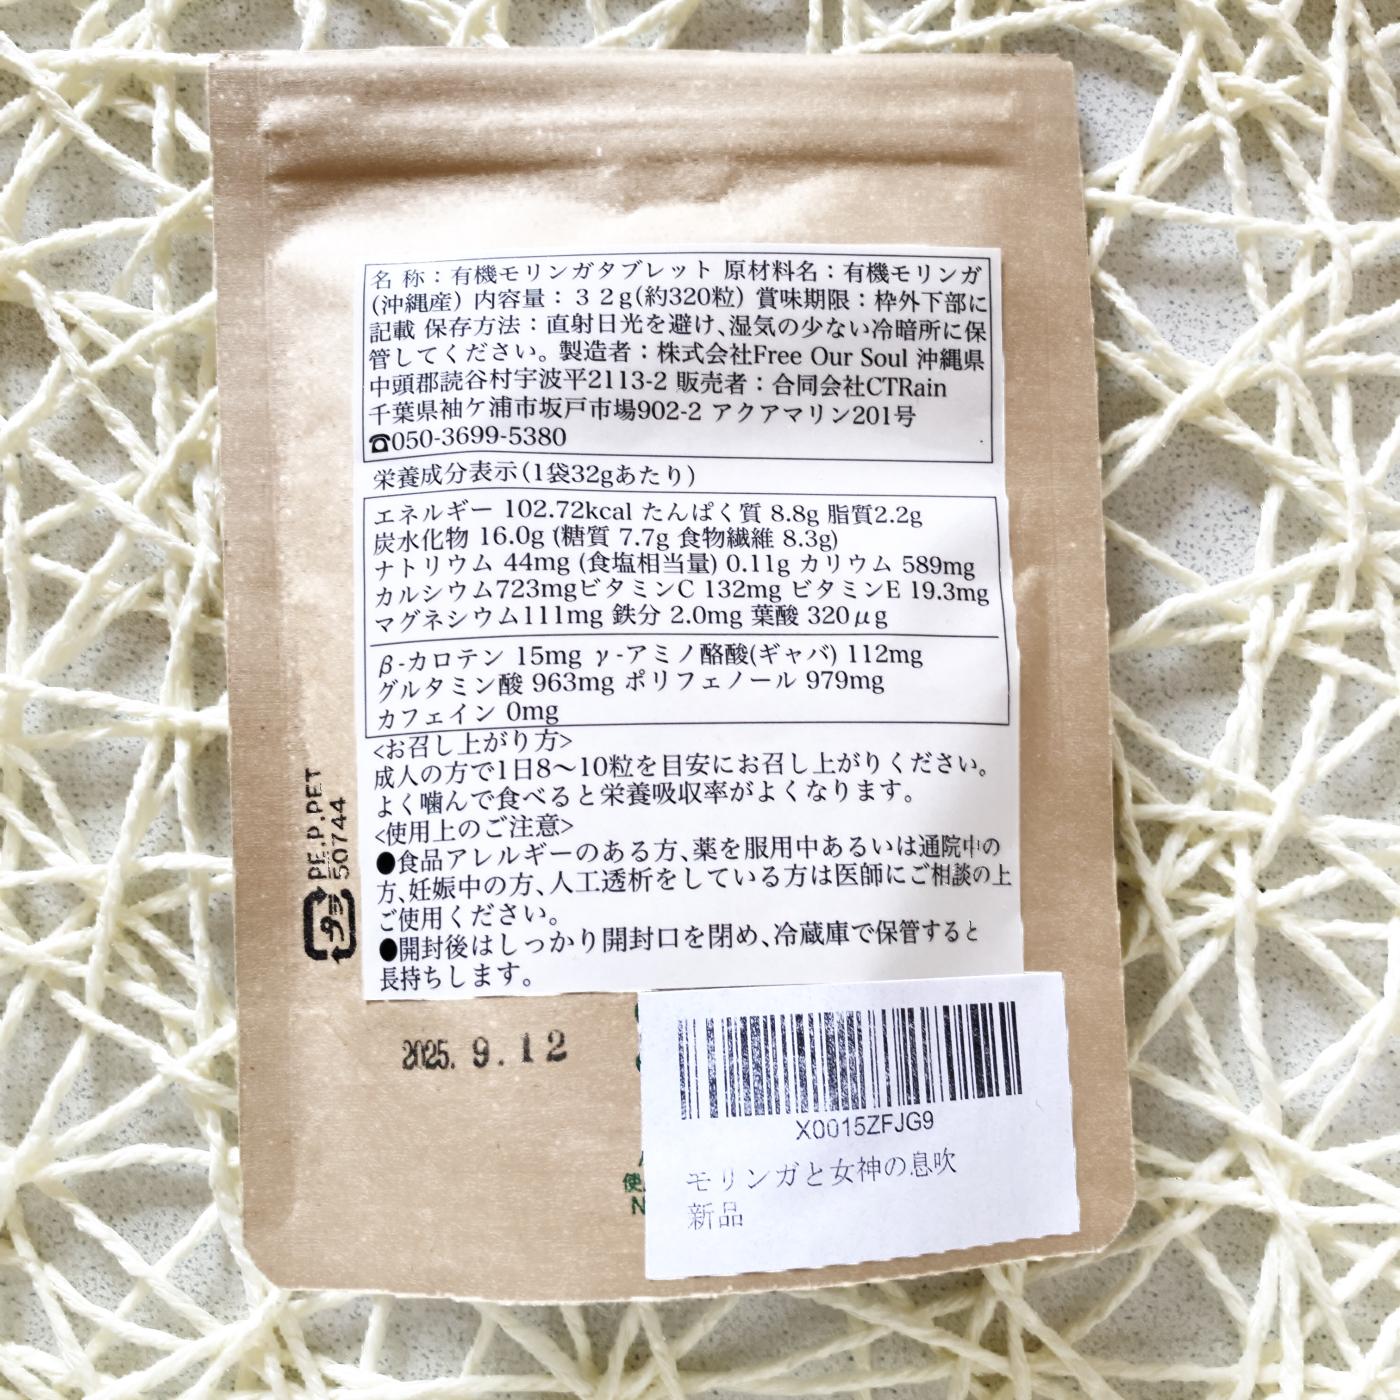 名 称：有機モリンガタブレット 原材料名：有機モリンガ
(沖縄産) 内容量：３２g(約320粒) 賞味期限：枠外下部に
記載 保存方法：直射日光を避け、湿気の少ない冷暗所に保
管してください。製造者：株式会社Free Our Soul 沖縄県
中頭郡読谷村宇波平2113-2 販売者：合同会社CTRain
千葉県袖ケ浦市坂戸市場902-2 アクアマリン201号
☎050-3699-5380
栄養成分表示(1袋32gあたり)
エネルギー 102.72kcal たんぱく質 8.8g 脂質2.2g
炭水化物 16.0g (糖質 7.7g 食物繊維 8.3g)
ナトリウム 44mg (食塩相当量) 0.11g カリウム 589mg
カルシウム723mgビタミンC 132mg ビタミンE 19.3mg
マグネシウム111mg 鉄分 2.0mg 葉酸 320μg
β-カロテン 15mg γ-アミノ酪酸(ギャバ) 112mg
グルタミン酸 963mg ポリフェノール 979mg
カフェイン 0mg
<お召し上がり方>
成人の方で1日8〜10粒を目安にお召し上がりください。
よく噛んで食べると栄養吸収率がよくなります。
<使用上のご注意>
●食品アレルギーのある方、薬を服用中あるいは通院中の
方、妊娠中の方、人工透析をしている方は医師にご相談の上
ご使用ください。
●開封後はしっかり開封口を閉め、冷蔵庫で保管すると
長持ちします。
PE.P.PET
50744
プラ
2025. 9.12
使
N
X0015ZFJG9
モリンガと女神の息吹
新品